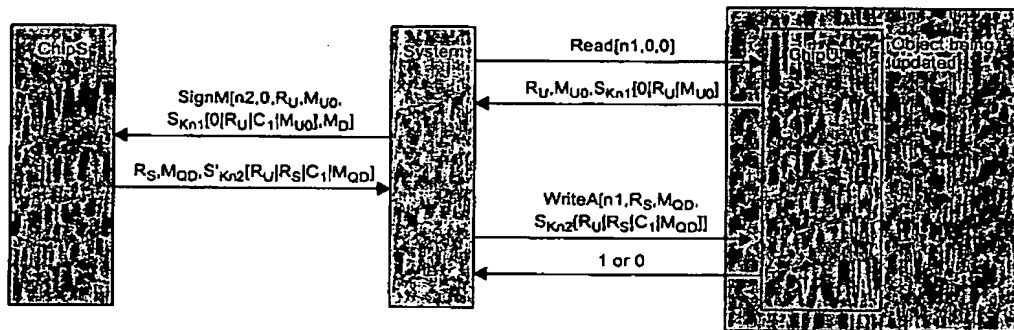 ChipS
System
ChipU
Object being
updated
Read[n1,0,0]
R_U,M_U0,S_Kn1[0|R_U|M_U0]
SignM[n2,0,R_U,M_U0,
S_Kn1[0|R_U|C_1|M_U0],M_D]
R_S,M_QD,S'_Kn2[R_U|R_S|C_1|M_QD]
WriteA[n1,R_S,M_QD,
S_Kn2[R_U|R_S|C_1|M_QD]]
1 or 0